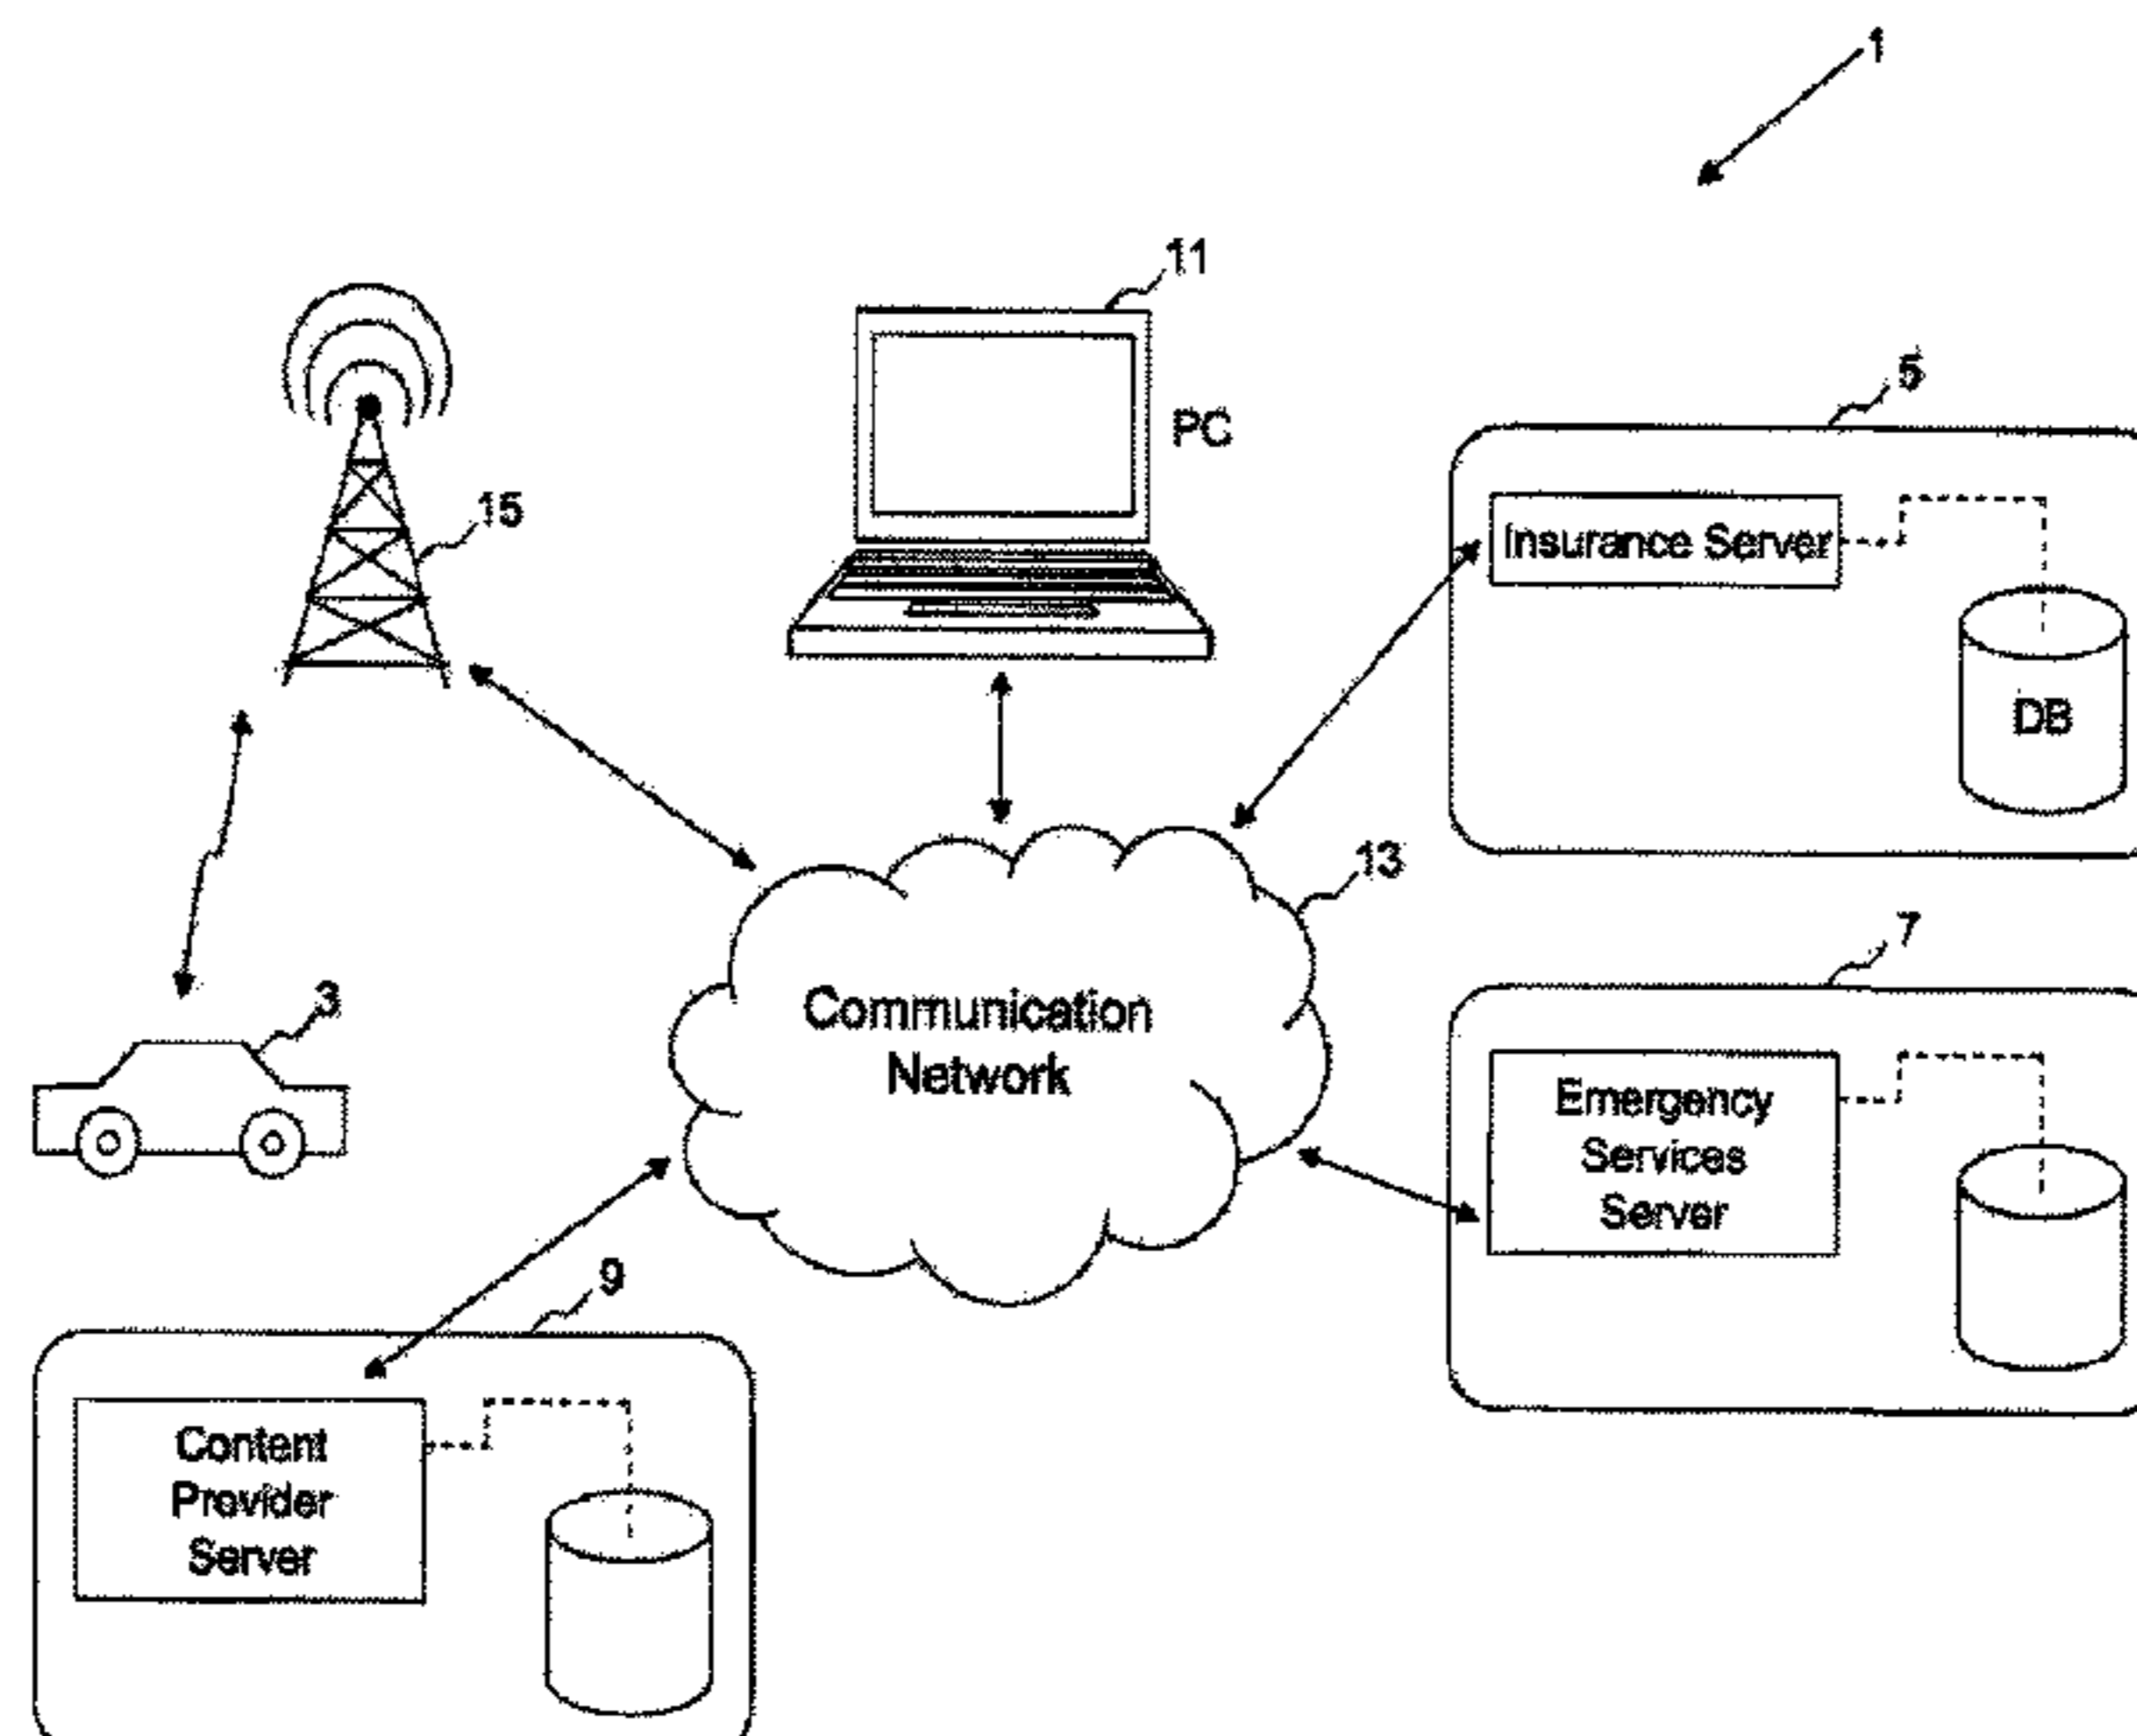 1
11
PC
15
5
Insurance Server
DB
13
Communication
Network
3
7
Emergency
Services
Server
9
Content
Provider
Server